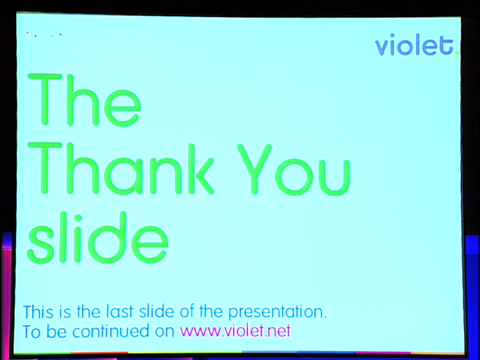 violet.
The
Thank You
slide
This is the last slide of the presentation.
To be continued on www.violet.net